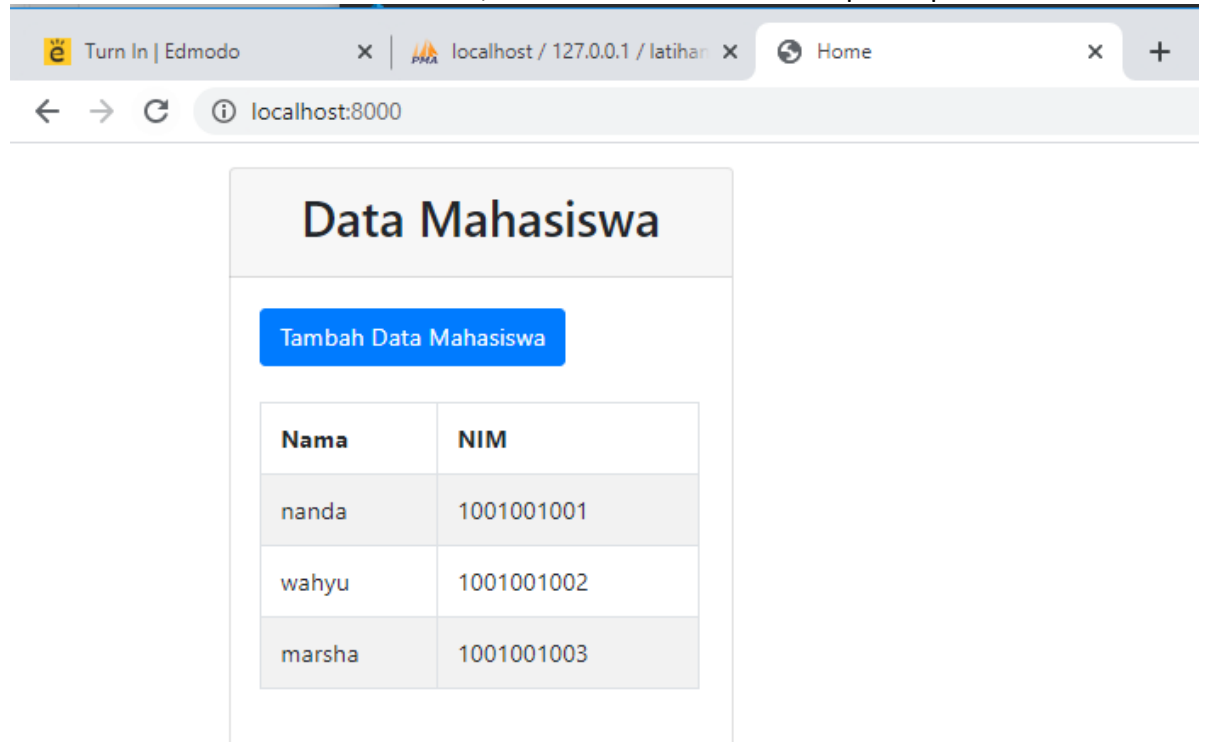 Turn In | Edmodo
localhost / 127.0.0.1 / latihan
Home
localhost:8000
Data Mahasiswa
Tambah Data Mahasiswa
Nama NIM
nanda 1001001001
wahyu 1001001002
marsha 1001001003